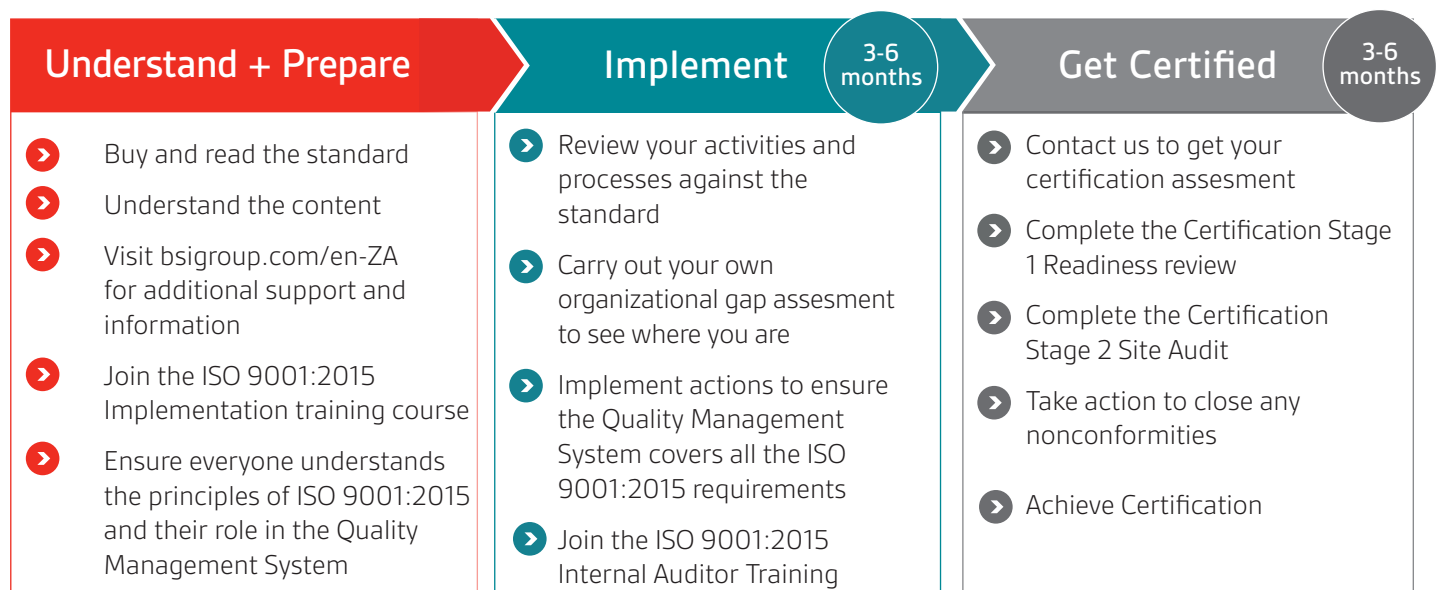 Understand + Prepare
Buy and read the standard
Understand the content
Visit bsigroup.com/en-ZA
for additional support and
information
Join the ISO 9001:2015
Implementation training course
Ensure everyone understands
the principles of ISO 9001:2015
and their role in the Quality
Management System
Implement
3-6
months
Review your activities and
processes against the
standard
Carry out your own
organizational gap assesment
to see where you are
Implement actions to ensure
the Quality Management
System covers all the ISO
9001:2015 requirements
Join the ISO 9001:2015
Internal Auditor Training
Get Certified
3-6
months
Contact us to get your
certification assesment
Complete the Certification Stage
1 Readiness review
Complete the Certification
Stage 2 Site Audit
Take action to close any
nonconformities
Achieve Certification